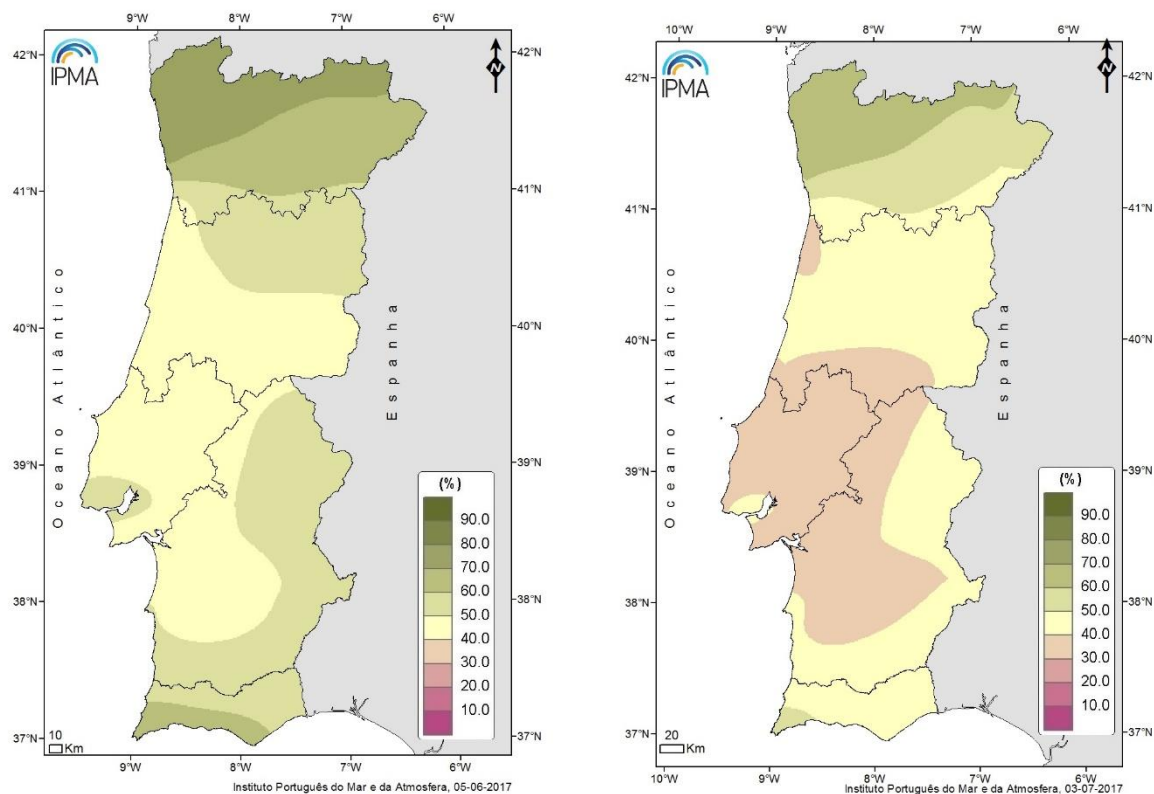 9°W 8°W 7°W 6°W
42°N 42°N
IPMA
N
41°N 41°N
Oceano Atlântico
Espanha
40°N 40°N
39°N 39°N
38°N 38°N
37°N 37°N
(%)
90.0
80.0
70.0
60.0
50.0
40.0
30.0
20.0
10.0
10
Km
9°W 8°W 7°W 6°W
Instituto Português do Mar e da Atmosfera, 05-06-2017
10°W 9°W 8°W 7°W 6°W
42°N 42°N
IPMA
N
41°N 41°N
Oceano Atlântico
Espanha
40°N 40°N
39°N 39°N
38°N 38°N
37°N 37°N
(%)
90.0
80.0
70.0
60.0
50.0
40.0
30.0
20.0
10.0
20
Km
10°W 9°W 8°W 7°W 6°W
Instituto Português do Mar e da Atmosfera, 03-07-2017